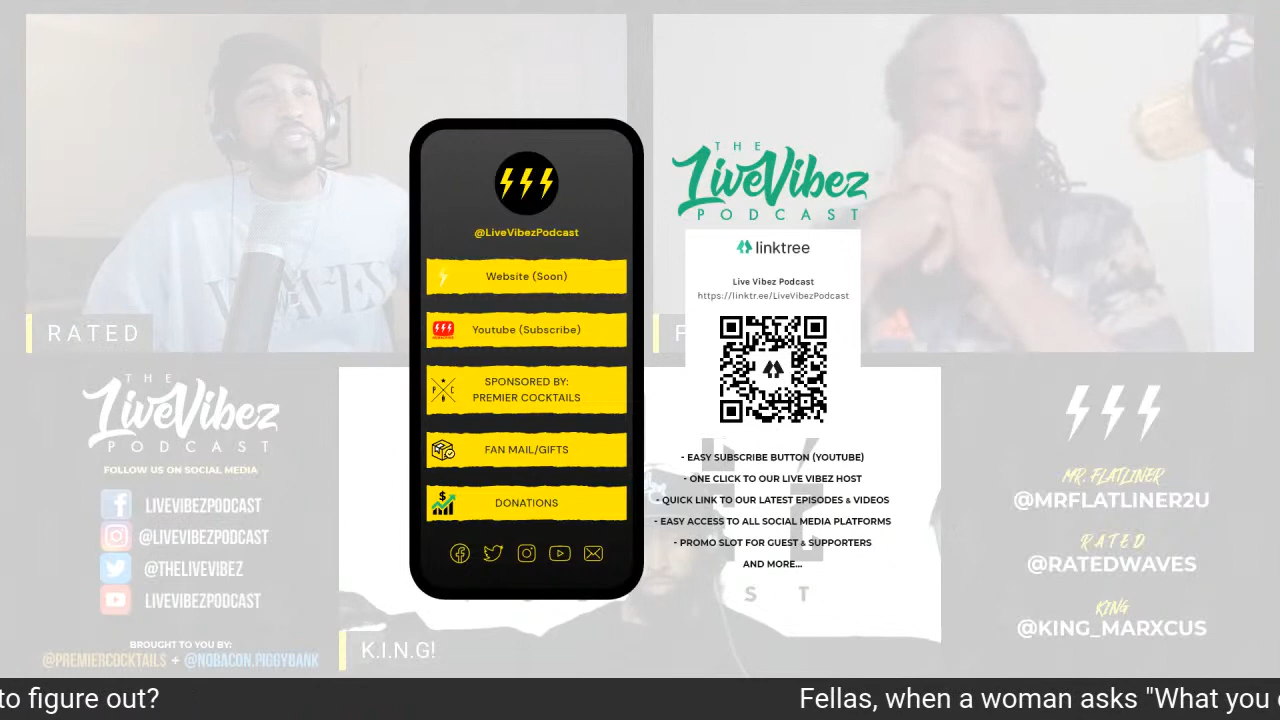 RATED
THE
LiveVibez
PODCAST
FOLLOW US ON SOCIAL MEDIA
LIVEVIBEZPODCAST
@LIVEVIBEZPODCAST
@THELIVEVIBEZ
LIVEVIBEZPODCAST
BROUGHT TO YOU BY:
@PREMIERCOCKTAILS + @NOBACON.PIGGYBANK
@LiveVibezPodcast
Website (Soon)
Youtube (Subscribe)
SPONSORED BY:
PREMIER COCKTAILS
FAN MAIL/GIFTS
DONATIONS
THE
LiveVibez
PODCAST
linktree
Live Vibez Podcast
https://linktr.ee/LiveVibezPodcast
- EASY SUBSCRIBE BUTTON (YOUTUBE)
- ONE CLICK TO OUR LIVE VIBEZ HOST
- QUICK LINK TO OUR LATEST EPISODES & VIDEOS
- EASY ACCESS TO ALL SOCIAL MEDIA PLATFORMS
- PROMO SLOT FOR GUEST & SUPPORTERS
AND MORE...
S T
K.I.N.G!
MR. FLATLINER
@MRFLATLINER2U
RATED
@RATEDWAVES
KING
@KING_MARXCUS
to figure out?
Fellas, when a woman asks "What you